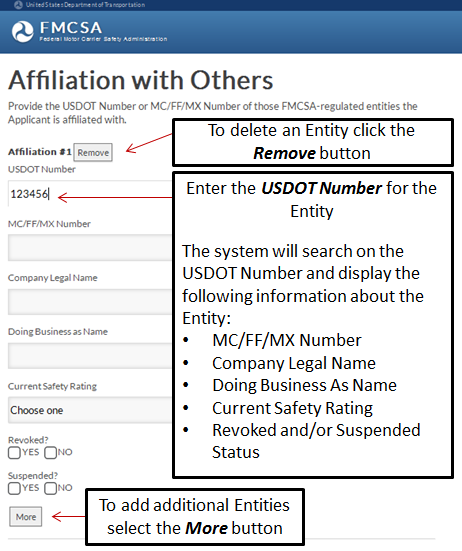 United States Department of Transportation
FMCSA
Federal Motor Carrier Safety Administration
Affiliation with Others
Provide the USDOT Number or MC/FF/MX Number of those FMCSA-regulated entities the
Applicant is affiliated with.
To delete an Entity click the
Remove button
Affiliation #1 Remove
USDOT Number
123456
Enter the USDOT Number for the
Entity
The system will search on the
USDOT Number and display the
following information about the
Entity:
• MC/FF/MX Number
• Company Legal Name
• Doing Business As Name
• Current Safety Rating
• Revoked and/or Suspended
Status
MC/FF/MX Number
Company Legal Name
Doing Business as Name
Current Safety Rating
Choose one
Revoked?
YES NO
Suspended?
YES NO
More
To add additional Entities
select the More button